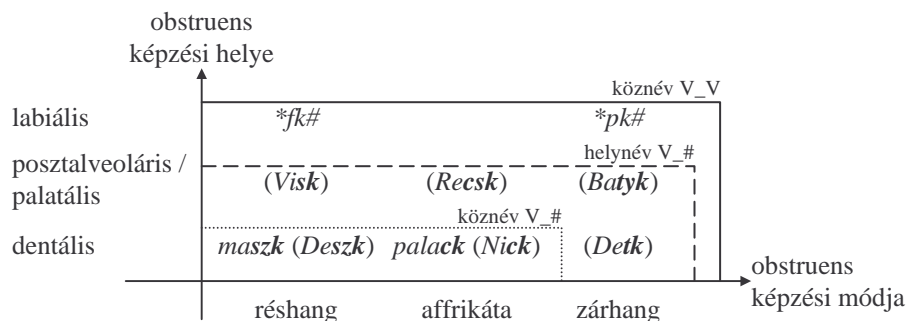 obstruens
képzési helye
köznév V_V
labiális *fk# *pk#
helynév V_#
posztalveoláris /
palatális (Visk) (Recsk) (Batyk)
köznév V_#
dentális maszk (Deszk) palack (Nick) (Detk)
obstruens
képzési módja
réshang affrikáta zárhang